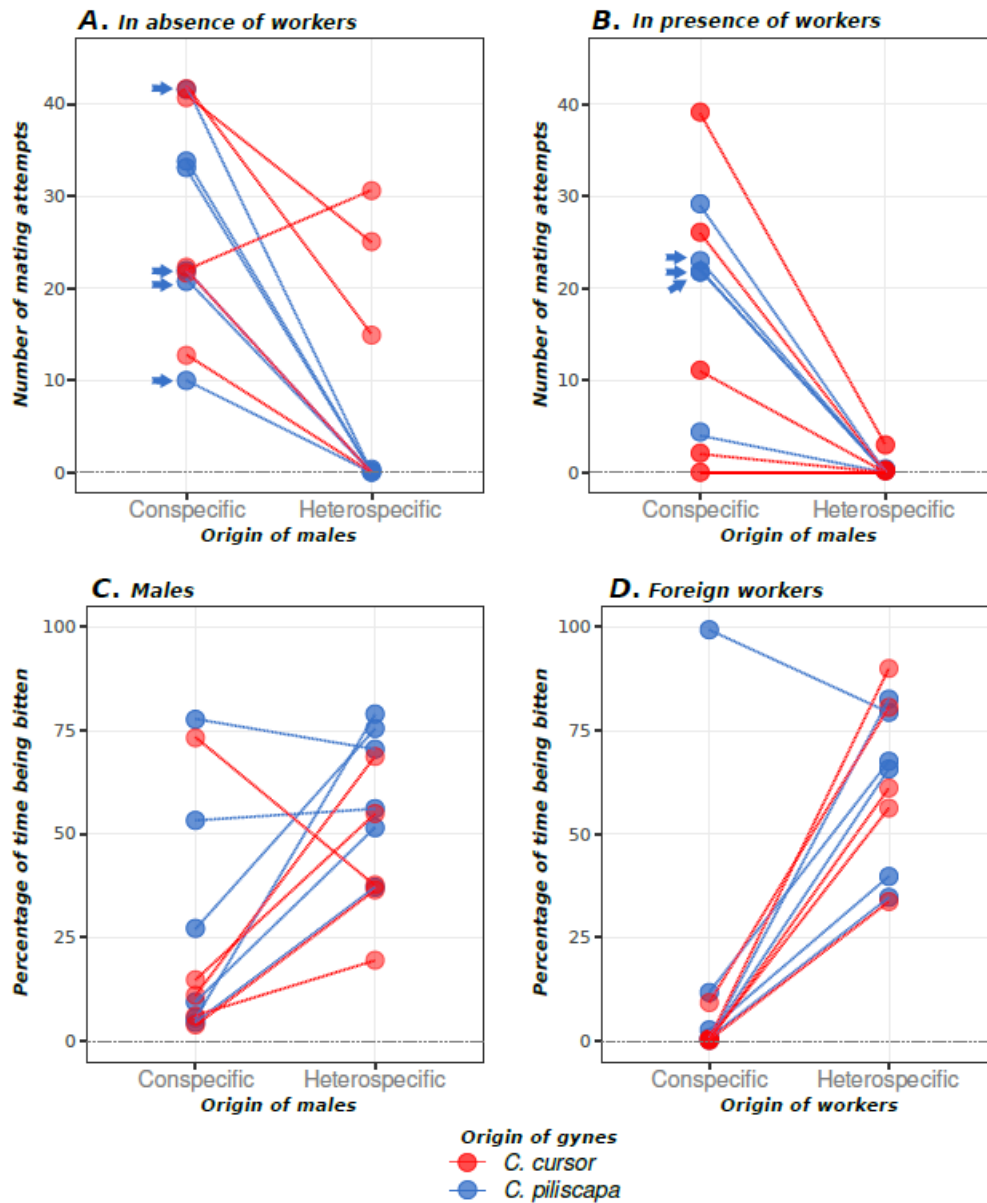 A. In absence of workers
Number of mating attempts
40
30
20
10
0
Conspecific Heterospecific
Origin of males
B. In presence of workers
Number of mating attempts
40
30
20
10
0
Conspecific Heterospecific
Origin of males
C. Males
Percentage of time being bitten
100
75
50
25
0
Conspecific Heterospecific
Origin of males
D. Foreign workers
Percentage of time being bitten
100
75
50
25
0
Conspecific Heterospecific
Origin of workers
Origin of gynes
C. cursor
C. piliscapa